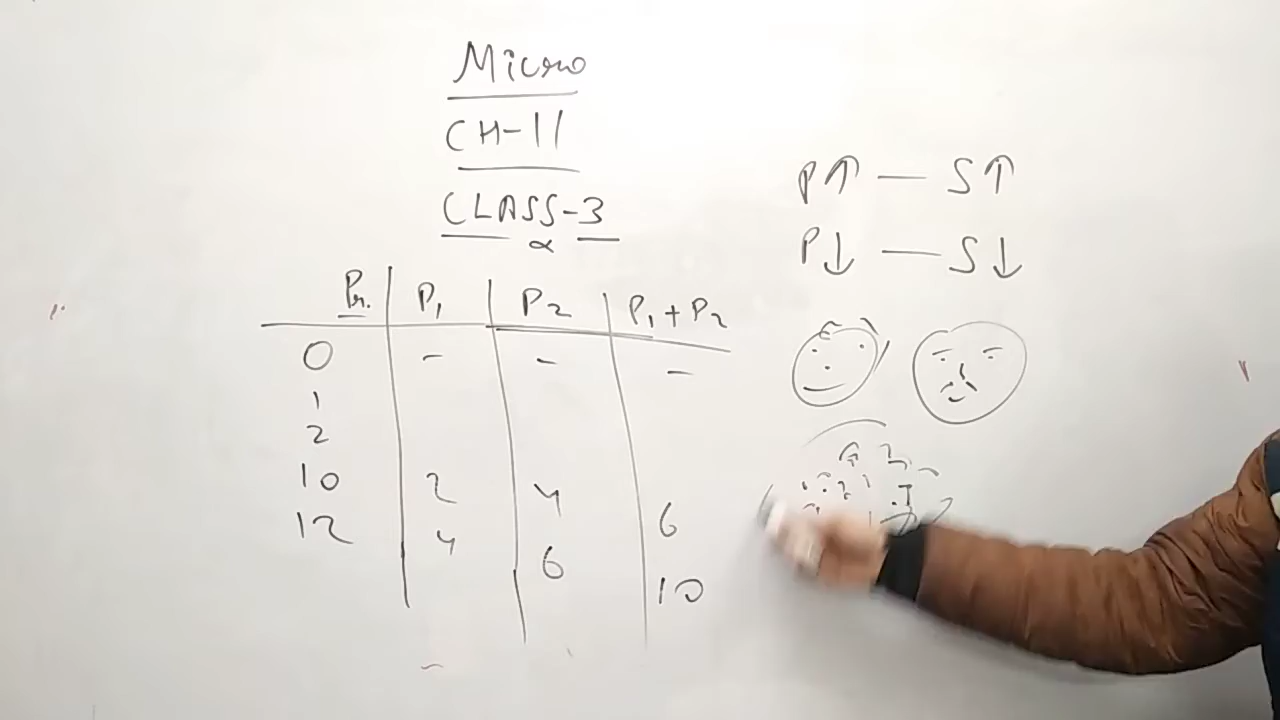 Micro
CH-11
CLASS-3
P↑ — S↑
P↓ — S↓
Pr. P₁ P₂ P₁+P₂
0 - - -
1
2
10 2 4 6
12 4 6 10